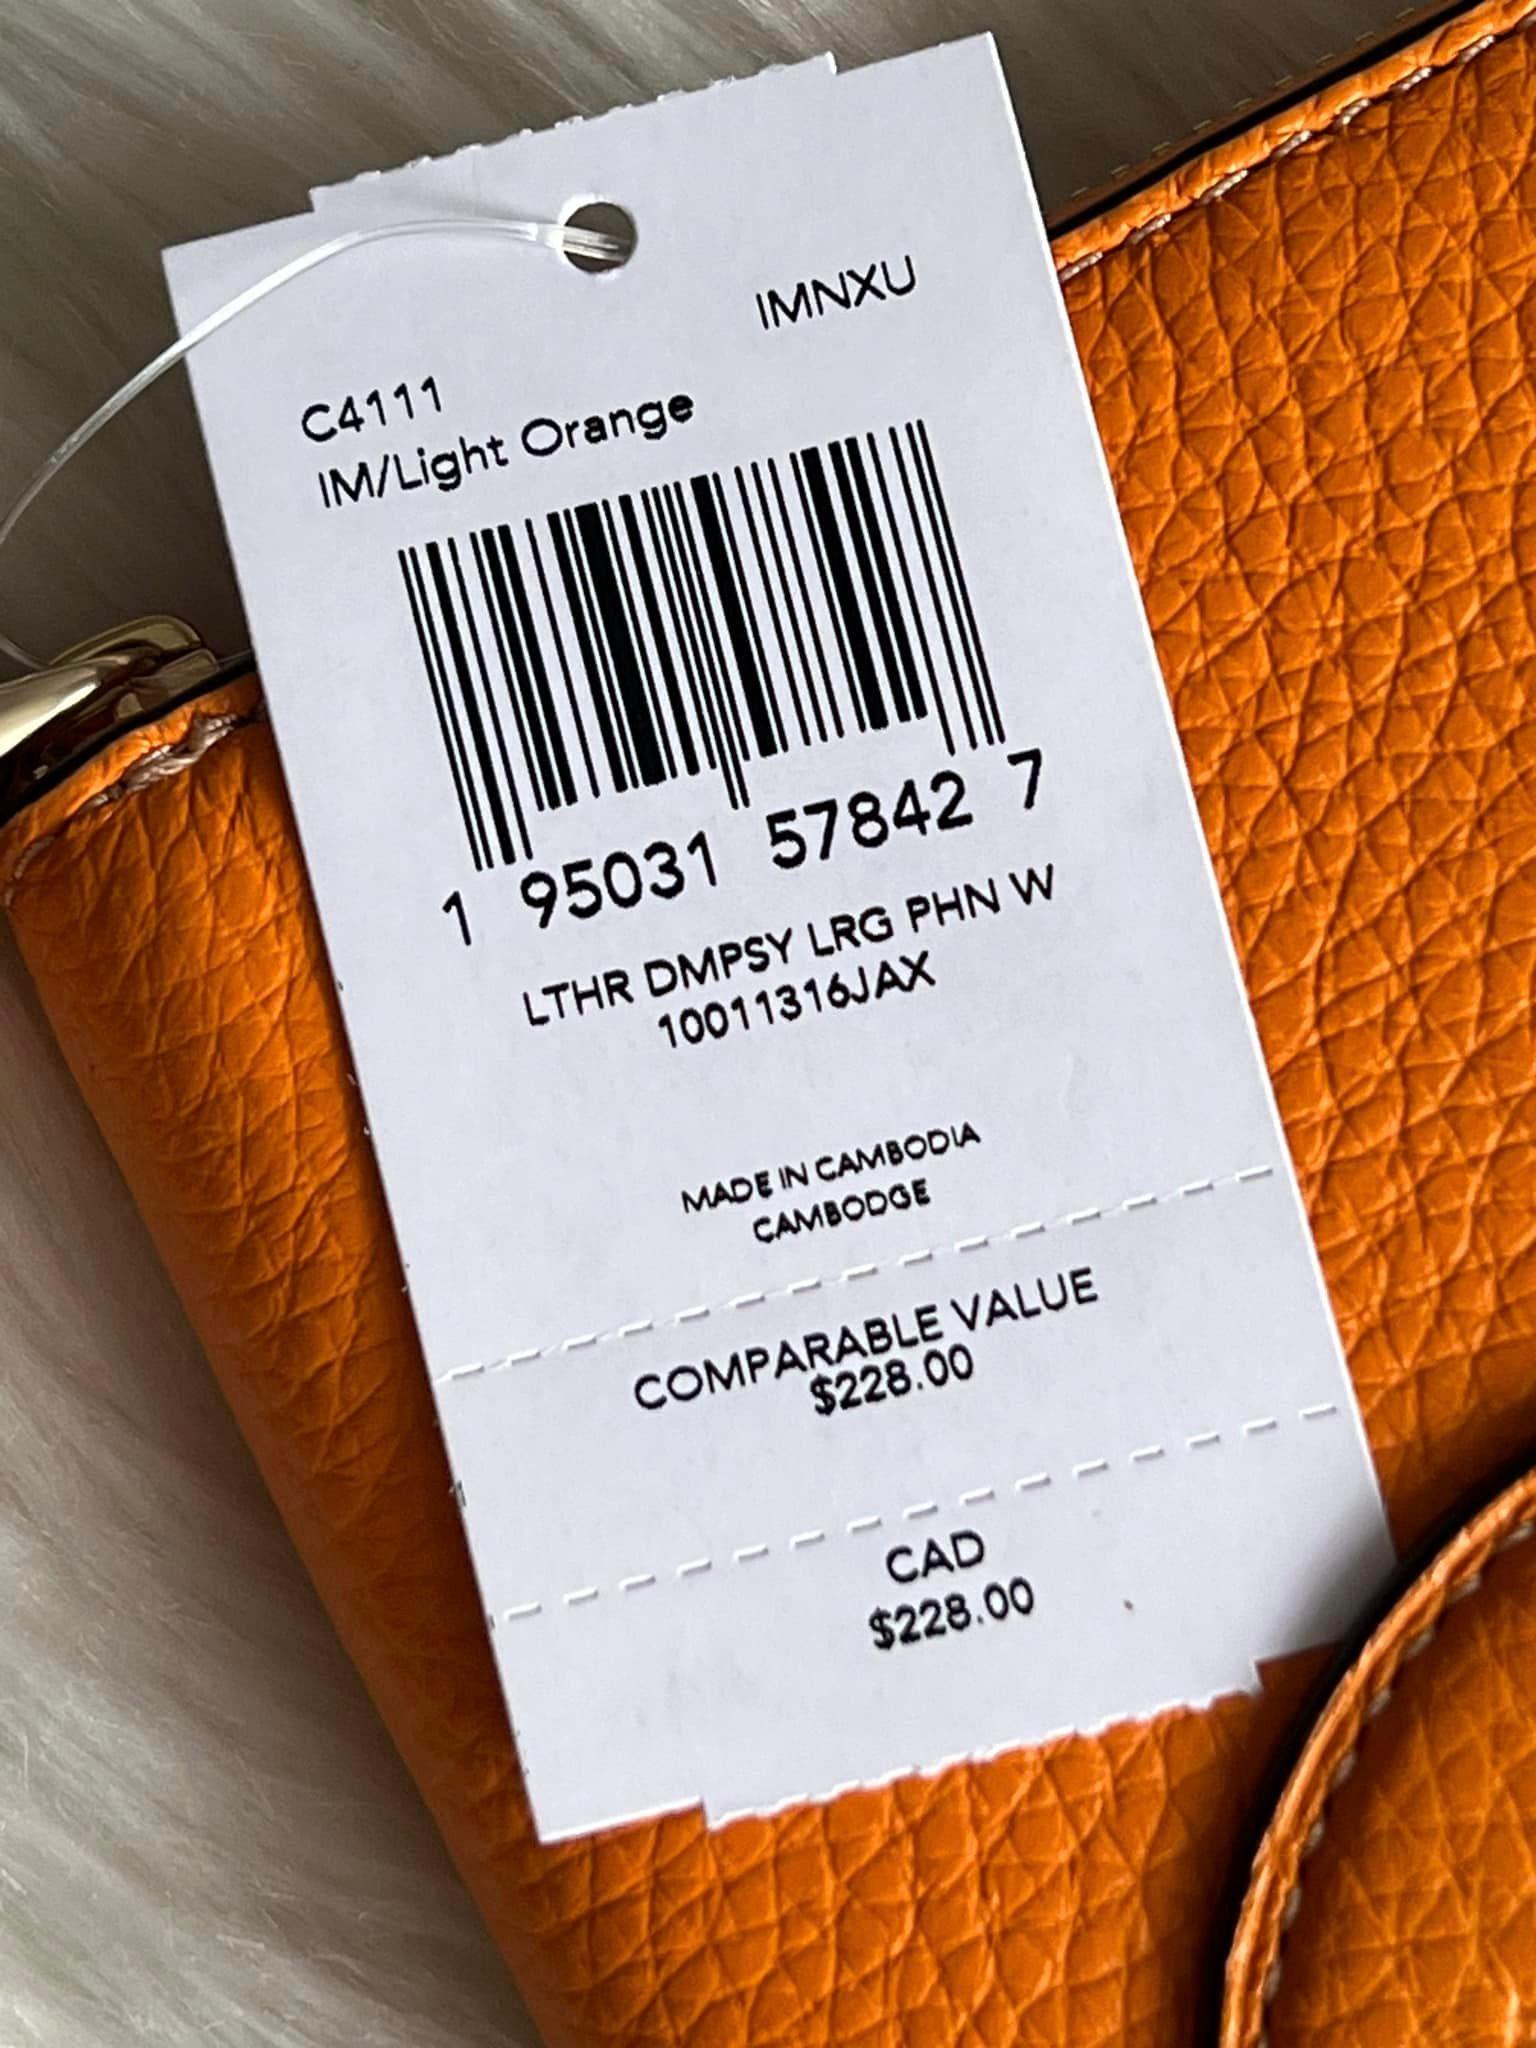 IMNXU
C4111
IM/Light Orange
1 95031 57842 7
LTHR DMPSY LRG PHN W
10011316JAX
MADE IN CAMBODIA
CAMBODGE
COMPARABLE VALUE
$228.00
CAD
$228.00